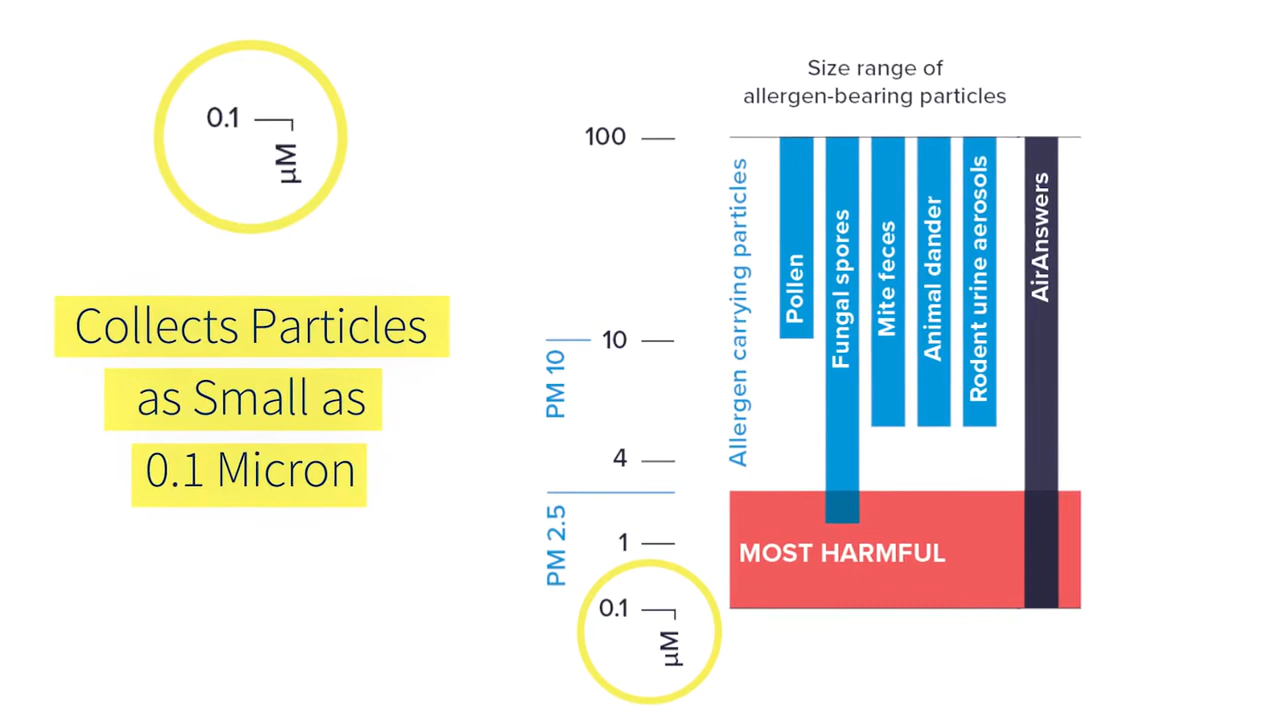 0.1
µM
Collects Particles
as Small as
0.1 Micron
Size range of
allergen-bearing particles
100
10
4
1
0.1
µM
PM 10
PM 2.5
Allergen carrying particles
Pollen
Fungal spores
Mite feces
Animal dander
Rodent urine aerosols
AirAnswers
MOST HARMFUL